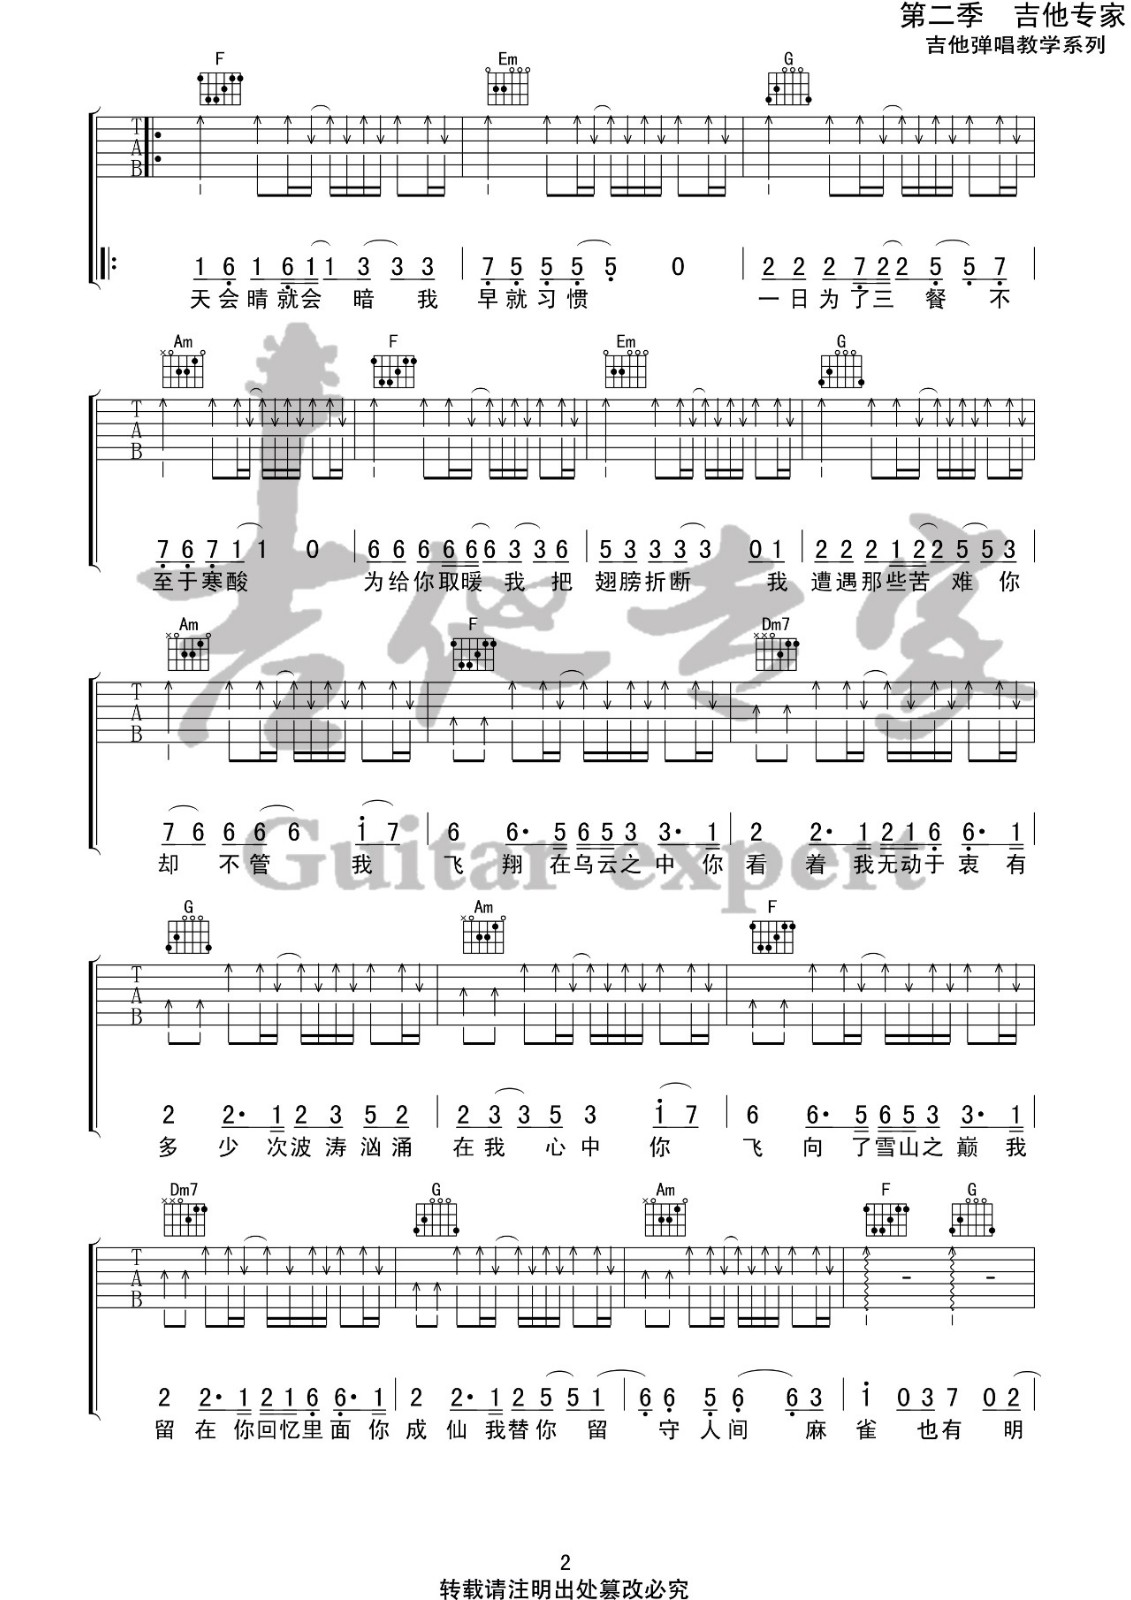 第二季 吉他专家
吉他弹唱教学系列
F Em G
T
A
B
1 6 1 6 1 1 3 3 3 7 5 5 5 5 0 2 2 2 7 2 2 5 5 7
天会晴就会 暗 我 早就习惯 一日为了三 餐 不
Am F Em G
T
A
B
7 6 7 1 1 0 6 6 6 6 6 6 3 3 6 5 3 3 3 3 0 1 2 2 2 1 2 2 5 5 3
至于寒酸 为给你取暖 我 把 翅膀折断 我 遭遇那些苦 难 你
Am F Dm7
T
A
B
7 6 6 6 6 1 7 6 6· 5 6 5 3 3· 1 2 2· 1 2 1 6 6· 1
却 不管 我 飞 翔 在乌云之中你 看 着 我无动于 衷 有
G Am F
T
A
B
2 2· 1 2 3 5 2 2 3 3 5 3 1 7 6 6· 5 6 5 3 3· 1
多 少 次波涛汹涌 在我 心中 你 飞 向 了雪山之巅 我
Dm7 G Am F G
T
A
B
2 2· 1 2 1 6 6· 1 2 2· 1 2 5 5 1 6 6 5 6 6 3 1 0 3 7 0 2
留 在 你回忆里面你 成 仙 我替你 留 守 人间 麻 雀 也有 明
吉他专家
Guitar expert
2
转载请注明出处篡改必究